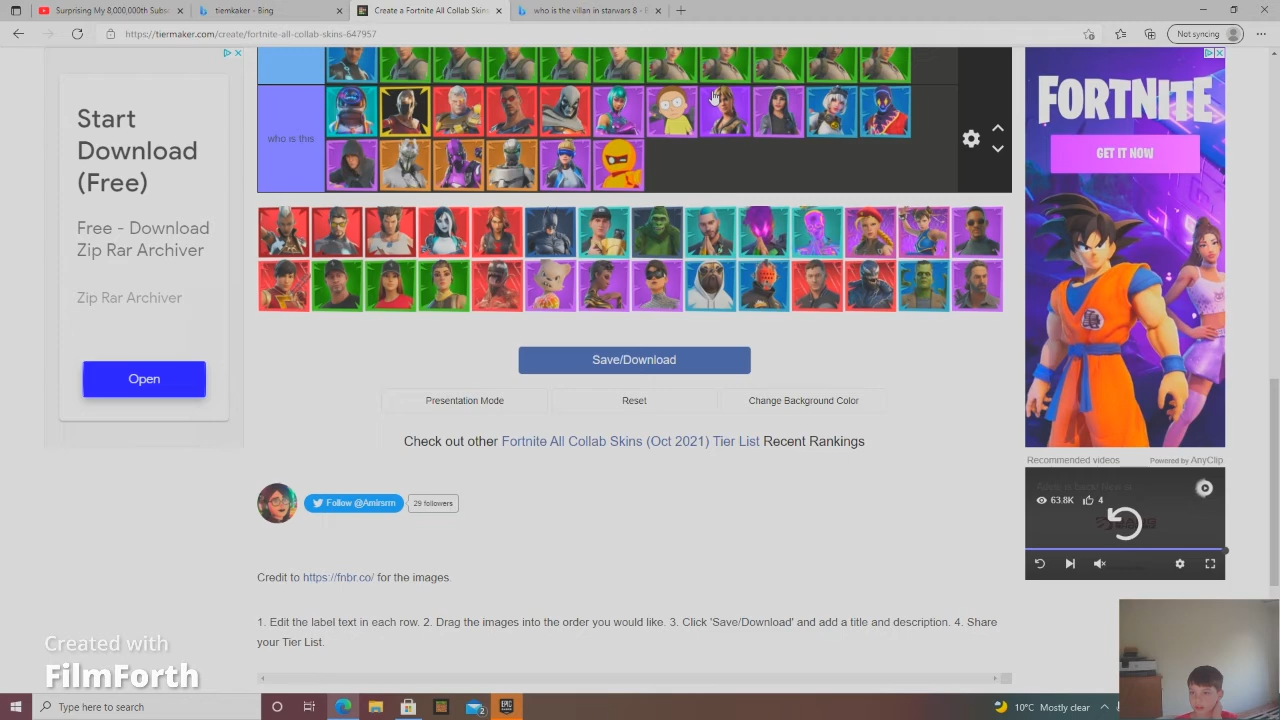 Surprising My 8,000,000th Subsc
tiemkaker - Bing
Create a Fortnite All Collab Skins
who is the villan in starwars 8 - B
https://tiermaker.com/create/fortnite-all-collab-skins-647957
Not syncing
who is this
Start
Download
(Free)
Free - Download
Zip Rar Archiver
Zip Rar Archiver
Open
FORTNITE
GET IT NOW
Save/Download
Presentation Mode
Reset
Change Background Color
Check out other Fortnite All Collab Skins (Oct 2021) Tier List Recent Rankings
Recommended videos
Powered by AnyClip
63.8K
4
Follow @Amlrsrm
29 followers
Credit to https://fnbr.co/ for the images.
1. Edit the label text in each row. 2. Drag the images into the order you would like. 3. Click 'Save/Download' and add a title and description. 4. Share
your Tier List.
Created with
FilmForth
Type here to search
2
EPIC
10°C Mostly clear